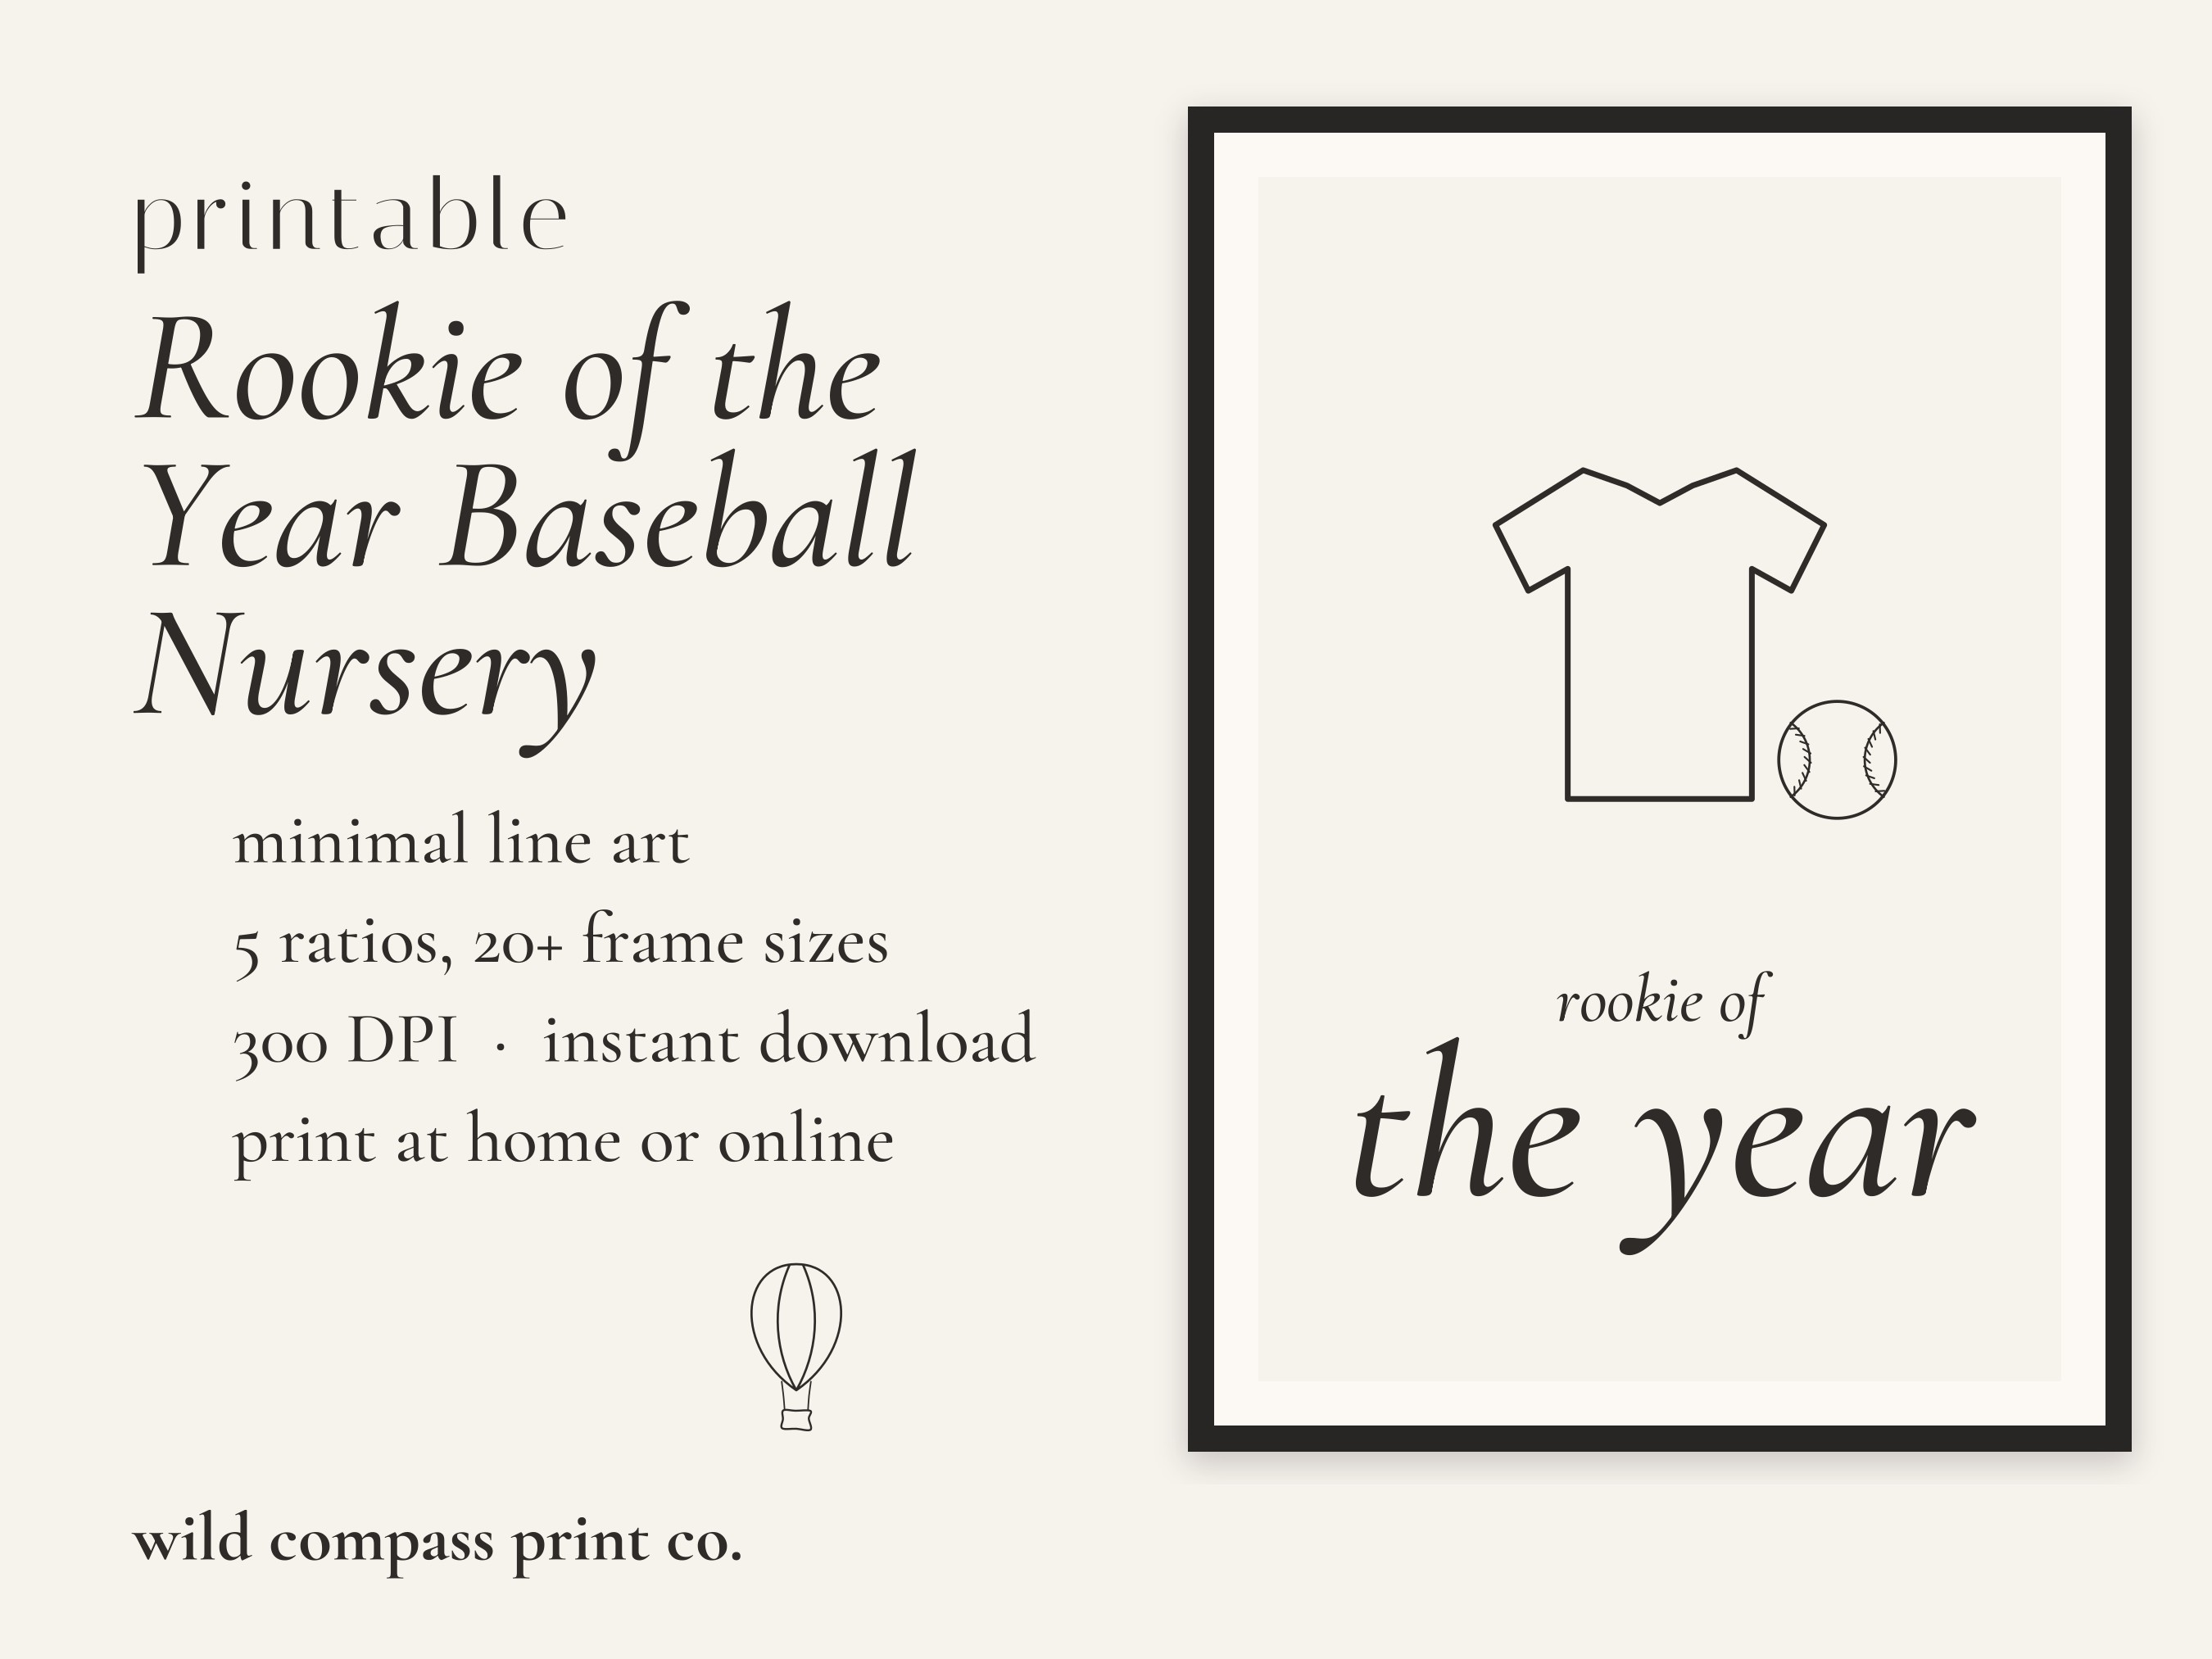 printable
Rookie of the
Year Baseball
Nursery
minimal line art
5 ratios, 20+ frame sizes
300 DPI · instant download
print at home or online
wild compass print co.
rookie of
the year